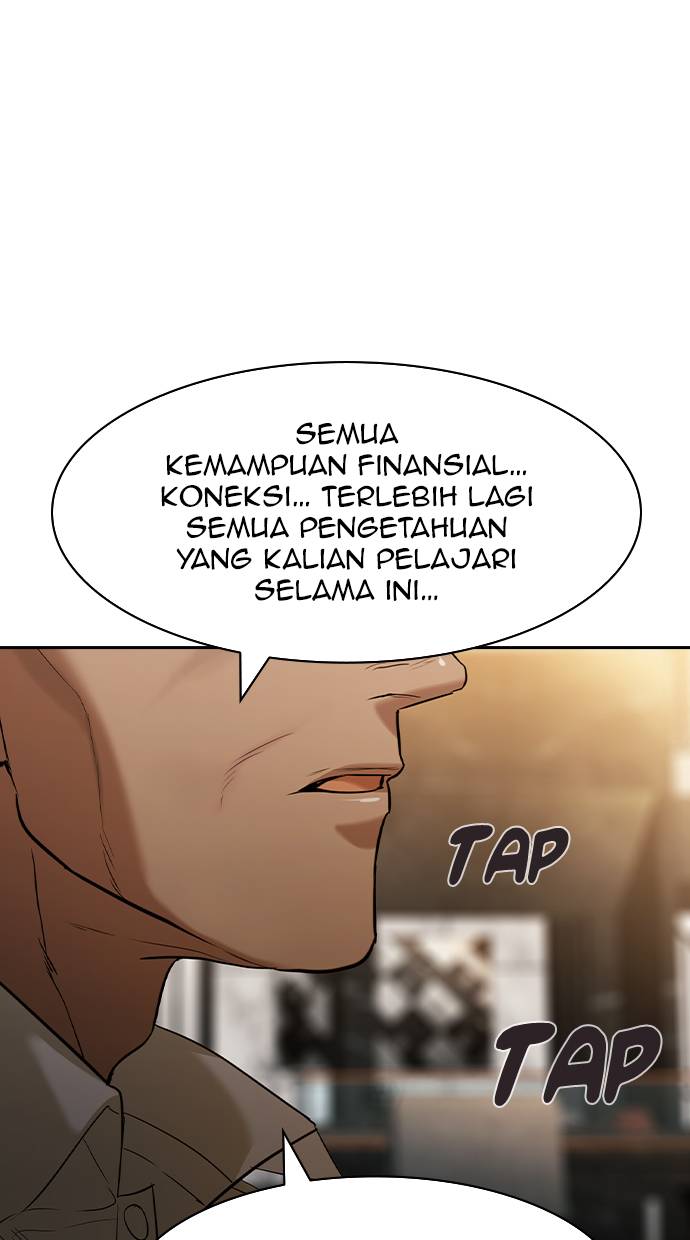 SEMUA
KEMAMPUAN FINANSIAL...
KONEKSI... TERLEBIH LAGI
SEMUA PENGETAHUAN
YANG KALIAN PELAJARI
SELAMA INI...
TAP
TAP